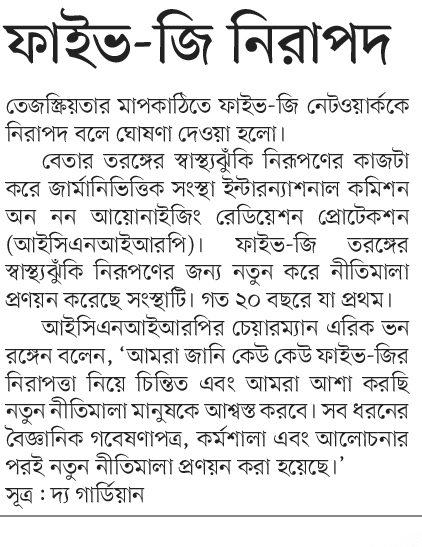 ফাইভ-জি নিরাপদ
তেজস্ক্রিয়তার মাপকাঠিতে ফাইভ-জি নেটওয়ার্ককে
নিরাপদ বলে ঘোষণা দেওয়া হলো।
বেতার তরঙ্গের স্বাস্থ্যঝুঁকি নিরূপণের কাজটা
করে জার্মানিভিত্তিক সংস্থা ইন্টারন্যাশনাল কমিশন
অন নন আয়োনাইজিং রেডিয়েশন প্রোটেকশন
(আইসিএনআইআরপি)। ফাইভ-জি তরঙ্গের
স্বাস্থ্যঝুঁকি নিরূপণের জন্য নতুন করে নীতিমালা
প্রণয়ন করেছে সংস্থাটি। গত ২০ বছরে যা প্রথম।
আইসিএনআইআরপির চেয়ারম্যান এরিক ভন
রঙ্গেন বলেন, ‘আমরা জানি কেউ কেউ ফাইভ-জির
নিরাপত্তা নিয়ে চিন্তিত এবং আমরা আশা করছি
নতুন নীতিমালা মানুষকে আশ্বস্ত করবে। সব ধরনের
বৈজ্ঞানিক গবেষণাপত্র, কর্মশালা এবং আলোচনার
পরই নতুন নীতিমালা প্রণয়ন করা হয়েছে।’
সূত্র : দ্য গার্ডিয়ান